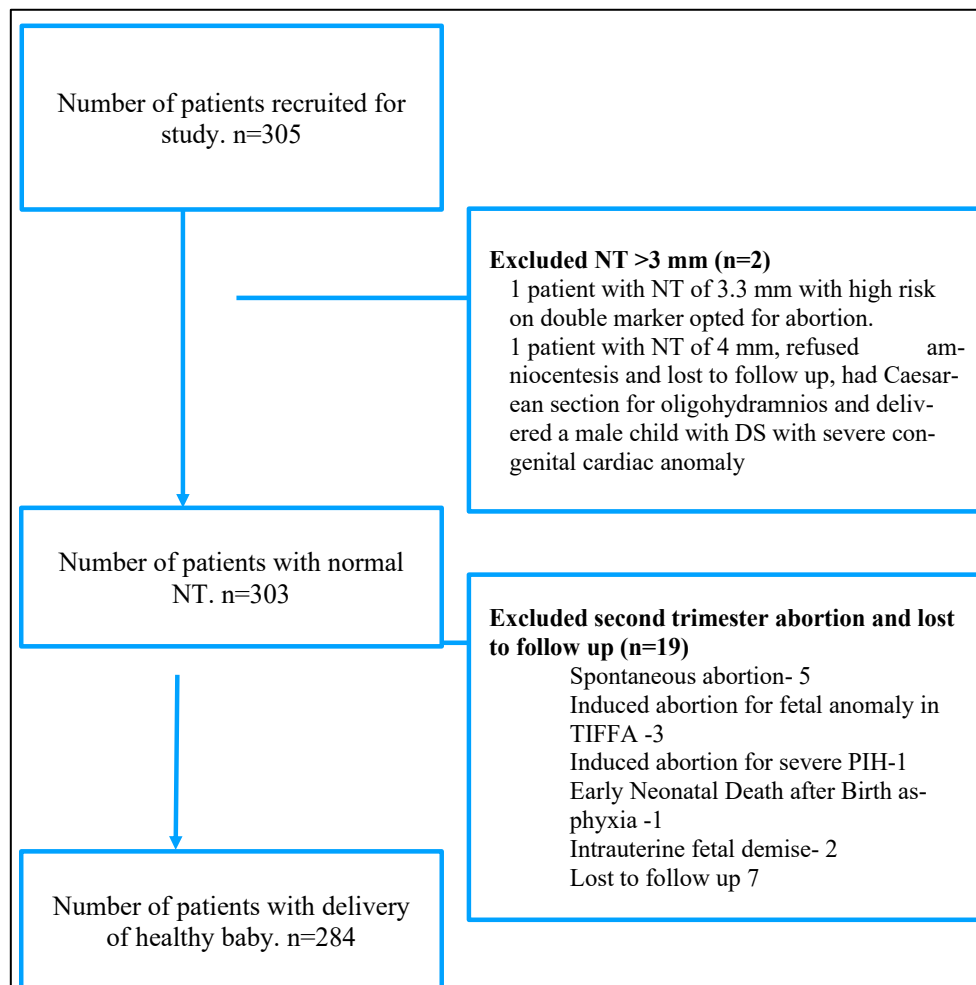 Number of patients recruited for
study. n=305
Excluded NT >3 mm (n=2)
1 patient with NT of 3.3 mm with high risk
on double marker opted for abortion.
1 patient with NT of 4 mm, refused am-
niocentesis and lost to follow up, had Caesar-
ean section for oligohydramnios and deliv-
ered a male child with DS with severe con-
genital cardiac anomaly
Number of patients with normal
NT. n=303
Excluded second trimester abortion and lost
to follow up (n=19)
Spontaneous abortion- 5
Induced abortion for fetal anomaly in
TIFFA -3
Induced abortion for severe PIH-1
Early Neonatal Death after Birth as-
phyxia -1
Intrauterine fetal demise- 2
Lost to follow up 7
Number of patients with delivery
of healthy baby. n=284